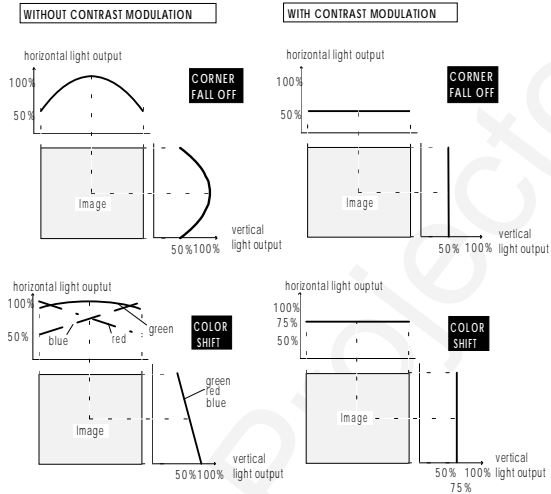 WITHOUT CONTRAST MODULATION
WITH CONTRAST MODULATION
horizontal light output
100%
50%
CORNER
FALL OFF
Image
vertical
light output
50%100%
horizontal light output
100%
50%
CORNER
FALL OFF
Image
vertical
light output
50% 100%
horizontal light output
100%
50%
green
blue
red
COLOR
SHIFT
green
red
blue
Image
vertical
light output
50%100%
horizontal light output
100%
75%
50%
COLOR
SHIFT
Image
vertical
light output
50% 100%
75%
Projecto